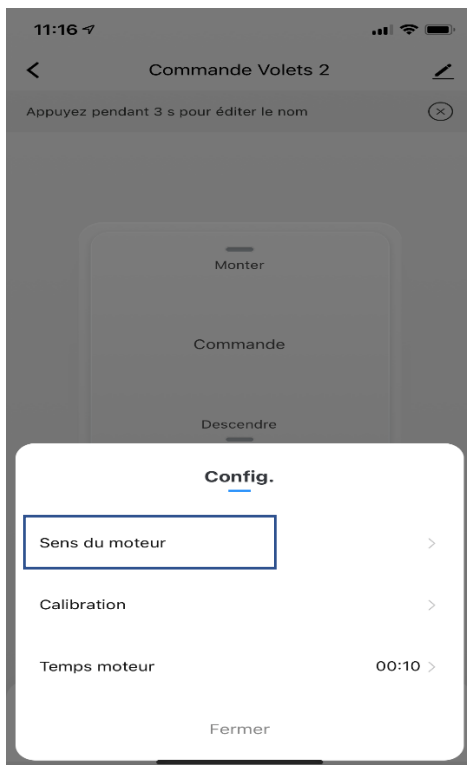 11:16
Commande Volets 2
Appuyez pendant 3 s pour éditer le nom
Monter
Commande
Descendre
Config.
Sens du moteur
Calibration
Temps moteur 00:10
Fermer